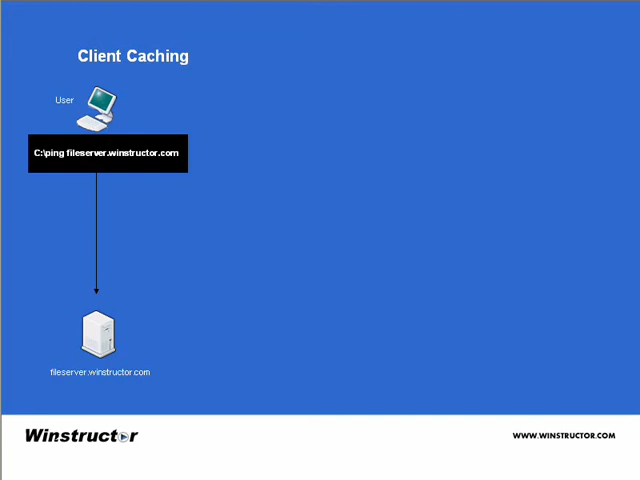 Client Caching
User
C:\ping fileserver.winstructor.com
fileserver.winstructor.com
Winstructor
WWW.WINSTRUCTOR.COM